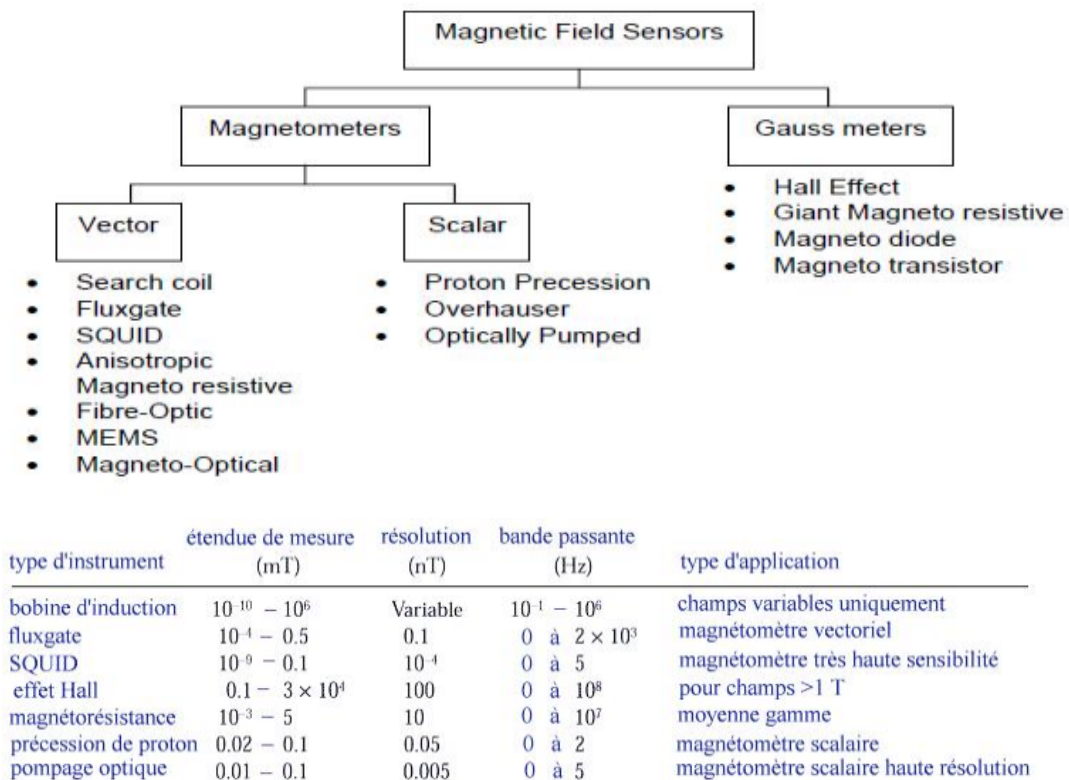 Magnetic Field Sensors
Magnetometers
Gauss meters
Vector
Scalar
• Hall Effect
• Giant Magneto resistive
• Magneto diode
• Magneto transistor
• Search coil
• Fluxgate
• SQUID
• Anisotropic
Magneto resistive
• Fibre-Optic
• MEMS
• Magneto-Optical
• Proton Precession
• Overhauser
• Optically Pumped
type d'instrument étendue de mesure (mT) résolution (nT) bande passante (Hz) type d'application
bobine d'induction 10⁻¹⁰ – 10⁶ Variable 10⁻¹ – 10⁶ champs variables uniquement
fluxgate 10⁻⁴ – 0.5 0.1 0 à 2 × 10³ magnétomètre vectoriel
SQUID 10⁻⁹ – 0.1 10⁻⁴ 0 à 5 magnétomètre très haute sensibilité
effet Hall 0.1 – 3 × 10⁴ 100 0 à 10⁸ pour champs >1 T
magnétorésistance 10⁻³ – 5 10 0 à 10⁷ moyenne gamme
précession de proton 0.02 – 0.1 0.05 0 à 2 magnétomètre scalaire
pompage optique 0.01 – 0.1 0.005 0 à 5 magnétomètre scalaire haute résolution